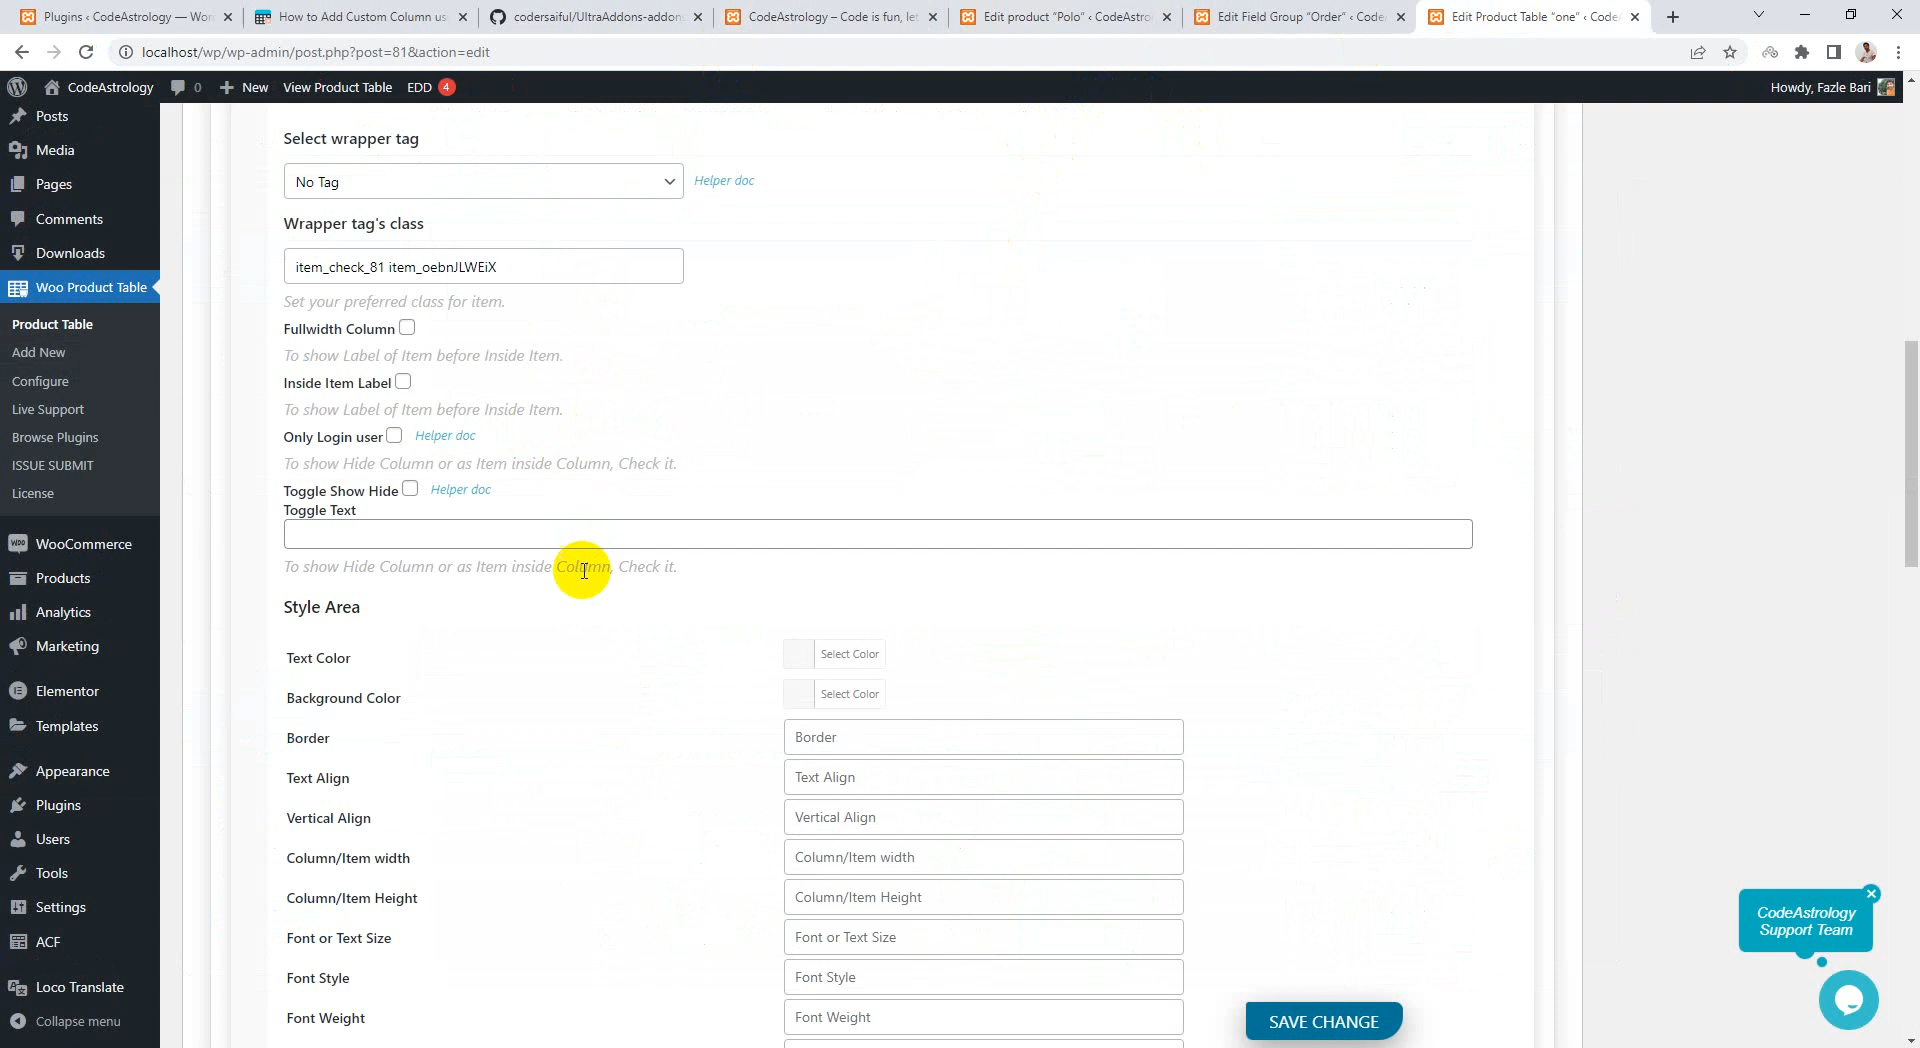 Plugins ‹ CodeAstrology — Wor
How to Add Custom Column us
codersaiful/UltraAddons-addon
CodeAstrology – Code is fun, le
Edit product “Polo” ‹ CodeAstro
Edit Field Group “Order” ‹ Code
Edit Product Table “one” ‹ Code
localhost/wp/wp-admin/post.php?post=81&action=edit
CodeAstrology
0
New
View Product Table
EDD 4
Howdy, Fazle Bari
Posts
Media
Pages
Comments
Downloads
Woo Product Table
Product Table
Add New
Configure
Live Support
Browse Plugins
ISSUE SUBMIT
License
WooCommerce
Products
Analytics
Marketing
Elementor
Templates
Appearance
Plugins
Users
Tools
Settings
ACF
Loco Translate
Collapse menu
Select wrapper tag
No Tag
Helper doc
Wrapper tag's class
item_check_81 item_oebnJLWEiX
Set your preferred class for item.
Fullwidth Column
To show Label of Item before Inside Item.
Inside Item Label
To show Label of Item before Inside Item.
Only Login user Helper doc
To show Hide Column or as Item inside Column, Check it.
Toggle Show Hide Helper doc
Toggle Text
To show Hide Column or as Item inside Column, Check it.
Style Area
Text Color Select Color
Background Color Select Color
Border Border
Text Align Text Align
Vertical Align Vertical Align
Column/Item width Column/Item width
Column/Item Height Column/Item Height
Font or Text Size Font or Text Size
Font Style Font Style
Font Weight Font Weight
SAVE CHANGE
CodeAstrology
Support Team